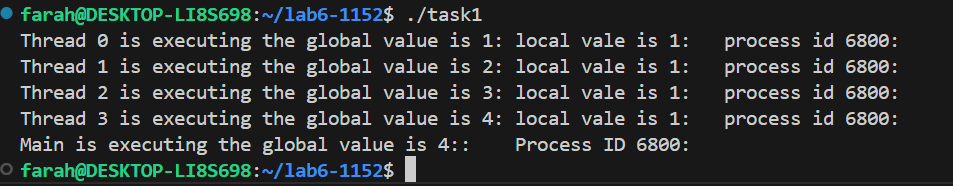 farah@DESKTOP-LI8S698:~/lab6-1152$ ./task1
Thread 0 is executing the global value is 1: local vale is 1:   process id 6800:
Thread 1 is executing the global value is 2: local vale is 1:   process id 6800:
Thread 2 is executing the global value is 3: local vale is 1:   process id 6800:
Thread 3 is executing the global value is 4: local vale is 1:   process id 6800:
Main is executing the global value is 4::    Process ID 6800:
farah@DESKTOP-LI8S698:~/lab6-1152$